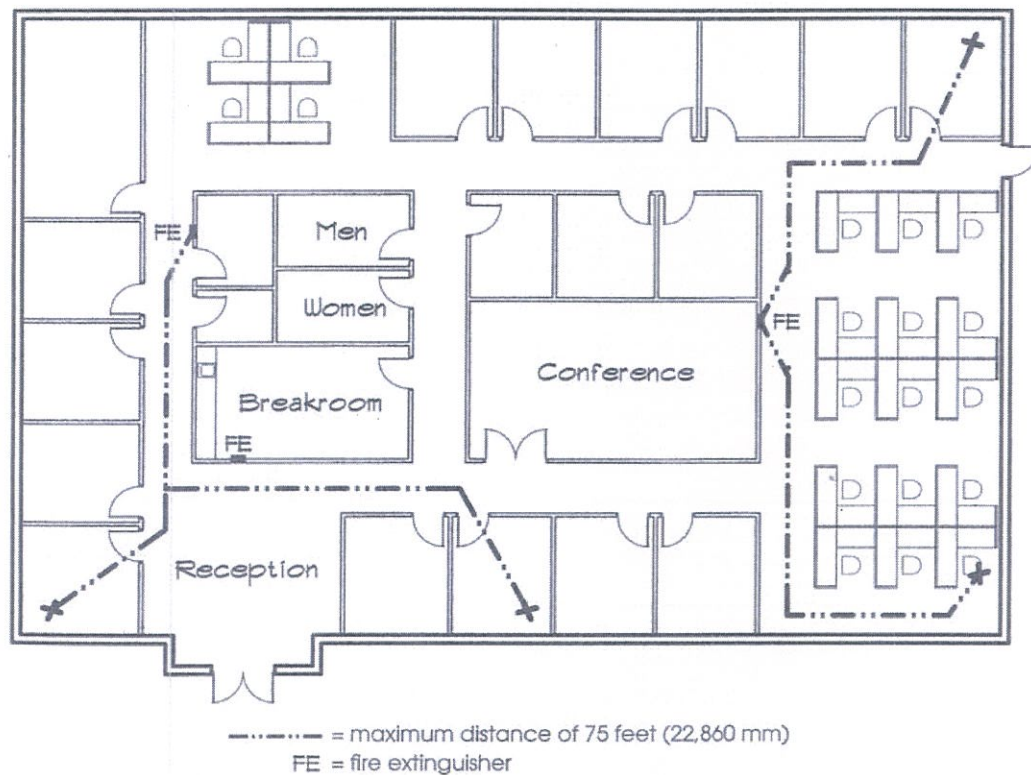 FE
Men
Women
FE
Conference
Breakroom
FE
Reception
= maximum distance of 75 feet (22,860 mm)
FE = fire extinguisher